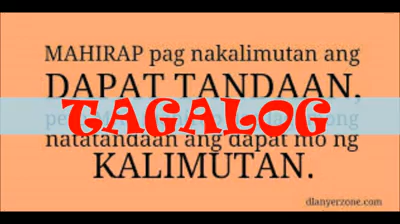 MAHIRAP pag nakalimutan ang
DAPAT TANDAAN,
TAGALOG
natatandaan ang dapat mo ng
KALIMUTAN.
dlanyerzone.com